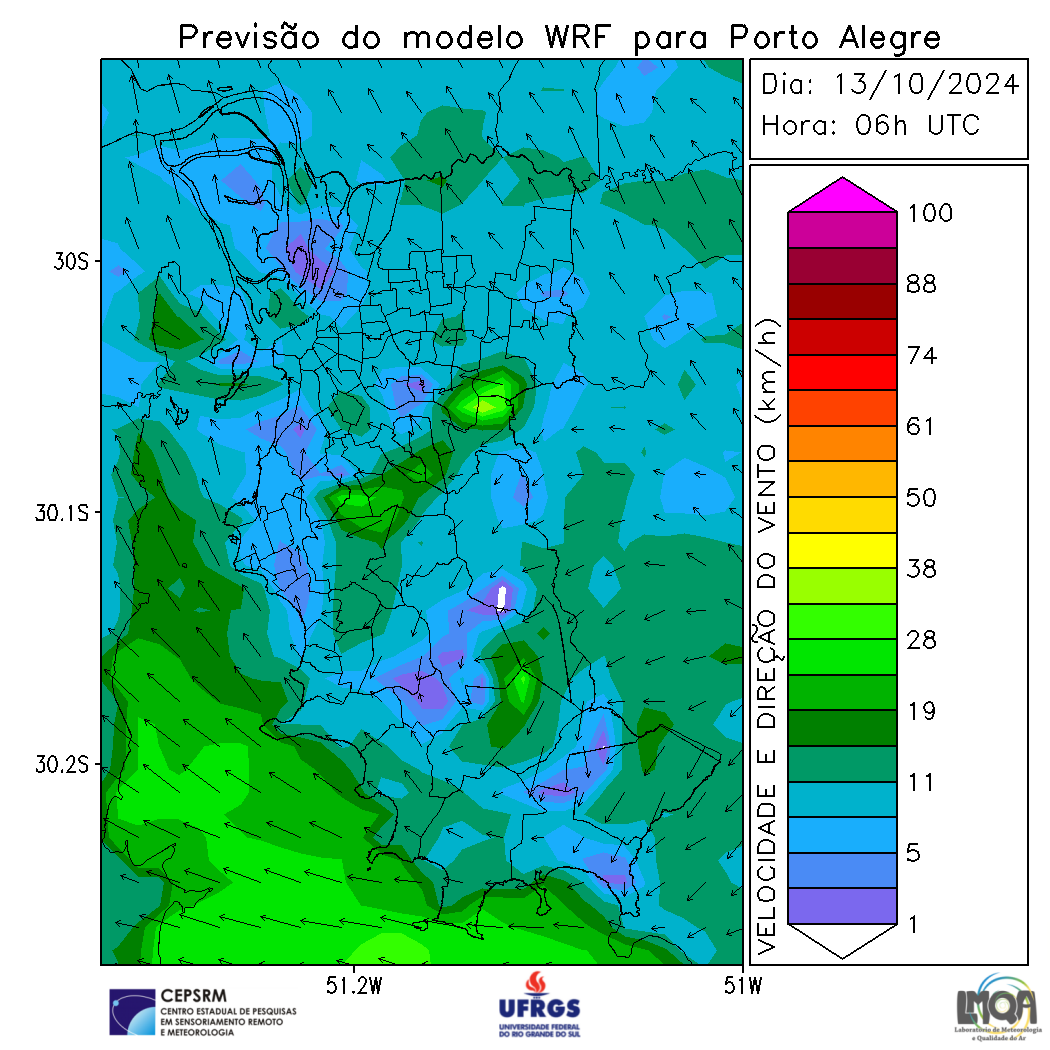 Previsão do modelo WRF para Porto Alegre
Dia: 13/10/2024
Hora: 06h UTC
30S
30.1S
30.2S
51.2W
51W
VELOCIDADE E DIREÇÃO DO VENTO (km/h)
100
88
74
61
50
38
28
19
11
5
1
CEPSRM
CENTRO ESTADUAL DE PESQUISAS
EM SENSORIAMENTO REMOTO
E METEOROLOGIA
UFRGS
UNIVERSIDADE FEDERAL
DO RIO GRANDE DO SUL
LMQA
Laboratório de Meteorologia
e Qualidade do Ar